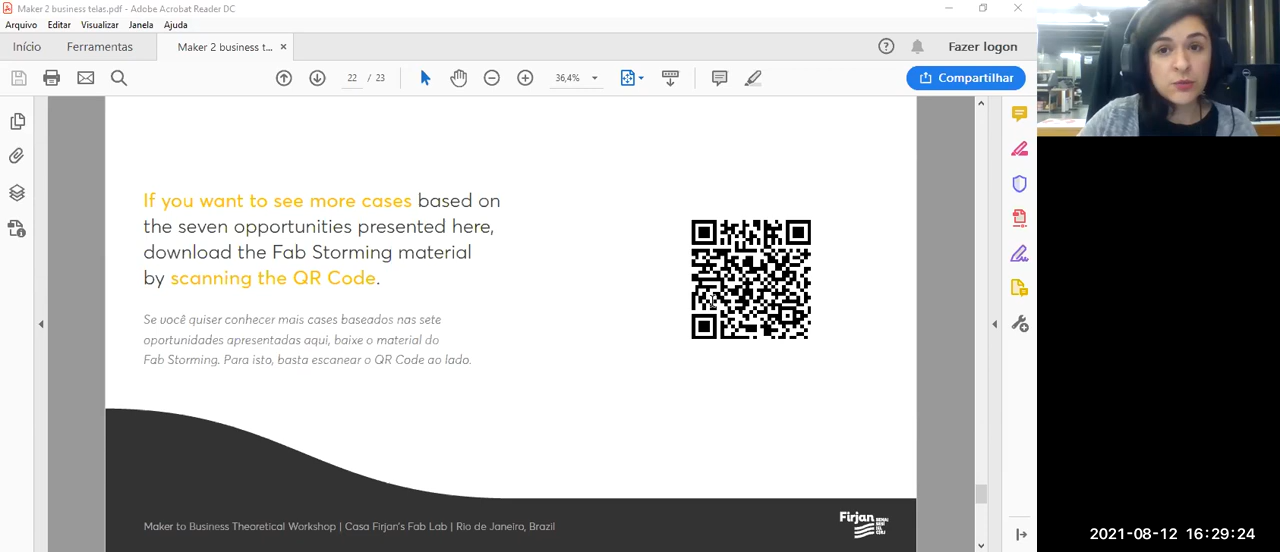 Maker 2 business telas.pdf - Adobe Acrobat Reader DC
Arquivo Editar Visualizar Janela Ajuda
Início Ferramentas Maker 2 business t... × Fazer logon
22 / 23 36,4% Compartilhar
If you want to see more cases based on
the seven opportunities presented here,
download the Fab Storming material
by scanning the QR Code.
Se você quiser conhecer mais cases baseados nas sete
oportunidades apresentadas aqui, baixe o material do
Fab Storming. Para isto, basta escanear o QR Code ao lado.
Maker to Business Theoretical Workshop | Casa Firjan's Fab Lab | Rio de Janeiro, Brazil
Firjan SENAI
SESI
IEL
CIRJ
2021-08-12 16:29:24